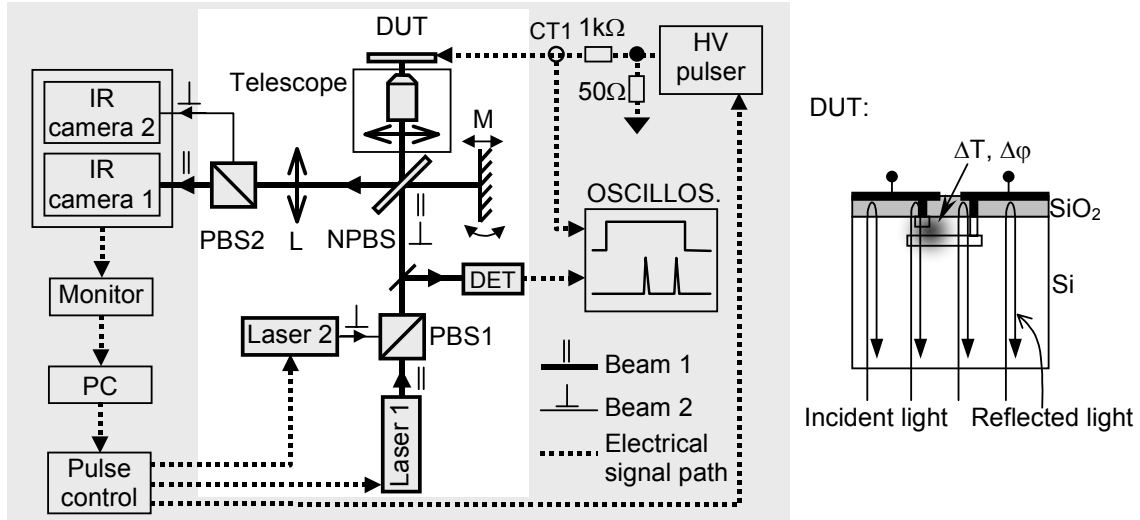 DUT
CT1
1kΩ
HV
pulser
50Ω
Telescope
IR
camera 2
⊥
M
||
IR
camera 1
PBS2
L
NPBS
||
⊥
OSCILLOS.
DET
Monitor
Laser 2
⊥
PBS1
||
PC
Laser 1
Pulse
control
|| Beam 1
⊥ Beam 2
Electrical
signal path
DUT:
ΔT, Δφ
SiO₂
Si
Incident light
Reflected light